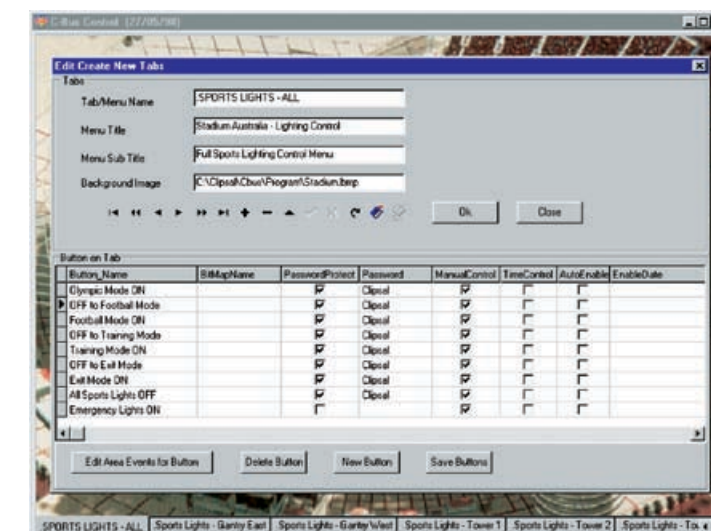 C-Bus Control (27/05/98)
Edit Create New Tabs
Tabs
Tab/Menu Name .SPORTS LIGHTS - ALL
Menu Title Stadium Australia - Lighting Control
Menu Sub Title Full Sports Lighting Control Menu
Background Image C:\Clipsal\Cbus\Program\Stadium.bmp
Ok Close
Button on Tab
Button_Name BitMapName PasswordProtect Password ManualControl TimeControl AutoEnable EnableDate
Olympic Mode ON Clipsal
OFF to Football Mode Clipsal
Football Mode ON Clipsal
OFF to Training Mode Clipsal
Training Mode ON Clipsal
OFF to Exit Mode Clipsal
Exit Mode ON Clipsal
All Sports Lights OFF Clipsal
Emergency Lights ON
Edit Area Events for Button Delete Button New Button Save Buttons
.SPORTS LIGHTS - ALL .Sports Lights - Gantry East .Sports Lights - Gantry West .Sports Lights - Tower 1 .Sports Lights - Tower 2 .Sports Lights - Tow